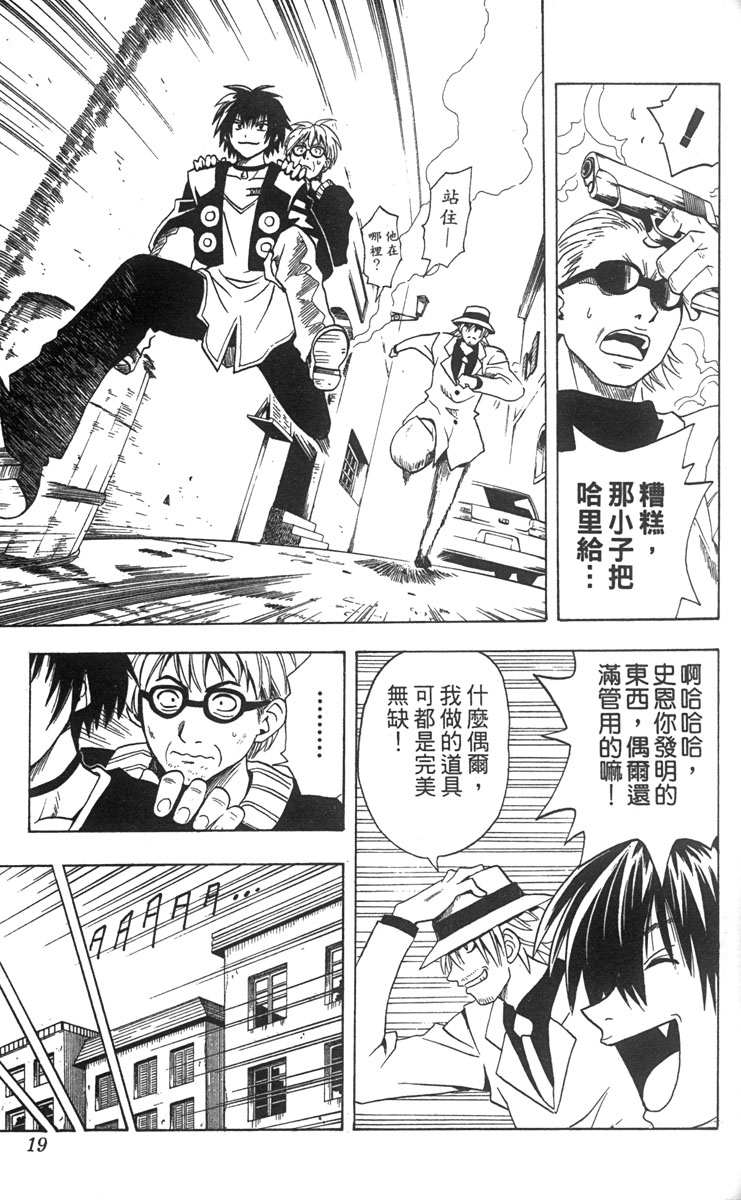 ！
糟糕，
那小子把
哈里給…
站住—
他在
哪裡？
啊哈哈哈，
史恩你發明的
東西，偶爾還
滿管用的嘛！
什麼偶爾，
我做的道具
可都是完美
無缺！
………
19